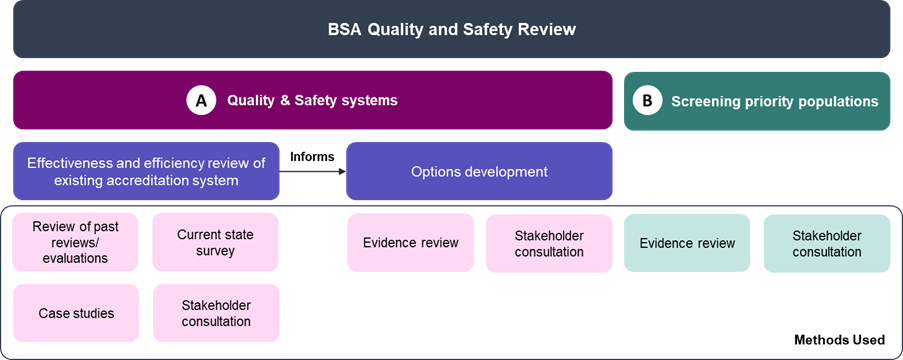 BSA Quality and Safety Review
A Quality & Safety systems
B Screening priority populations
Effectiveness and efficiency review of
existing accreditation system
Informs
Options development
Review of past
reviews/
evaluations
Current state
survey
Evidence review
Stakeholder
consultation
Evidence review
Stakeholder
consultation
Case studies
Stakeholder
consultation
Methods Used